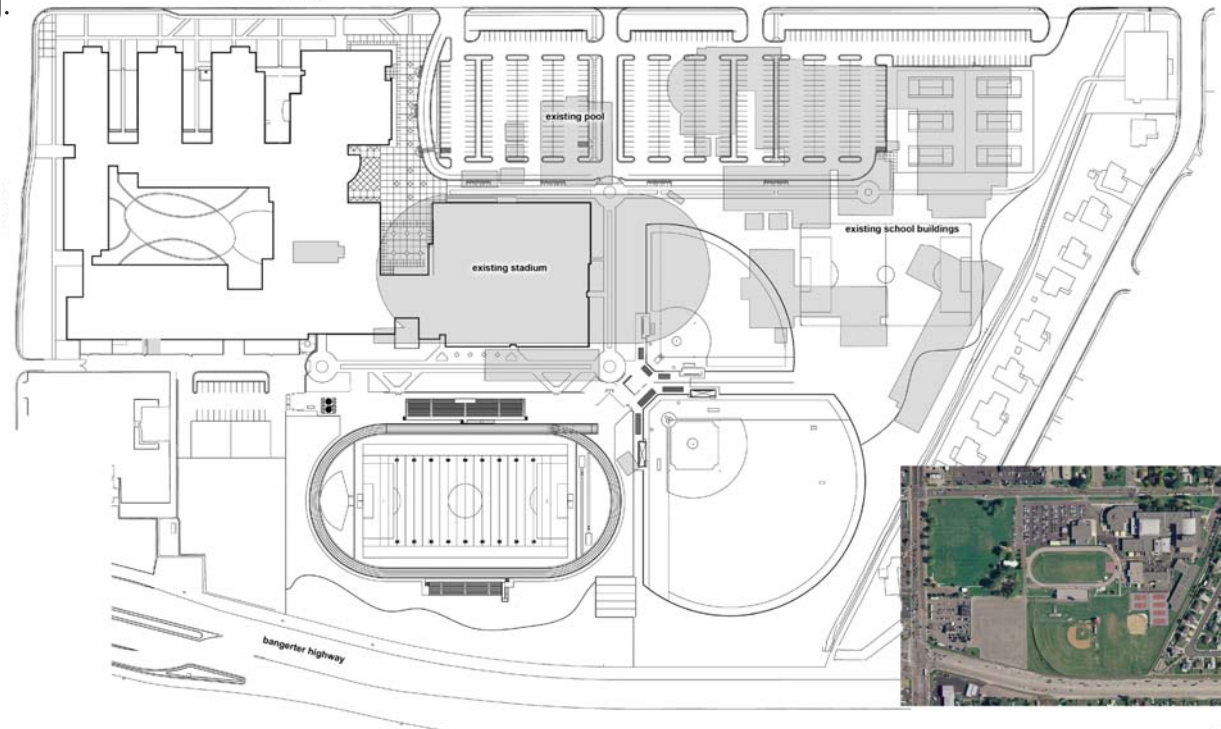 existing pool
existing school buildings
existing stadium
bangerter highway